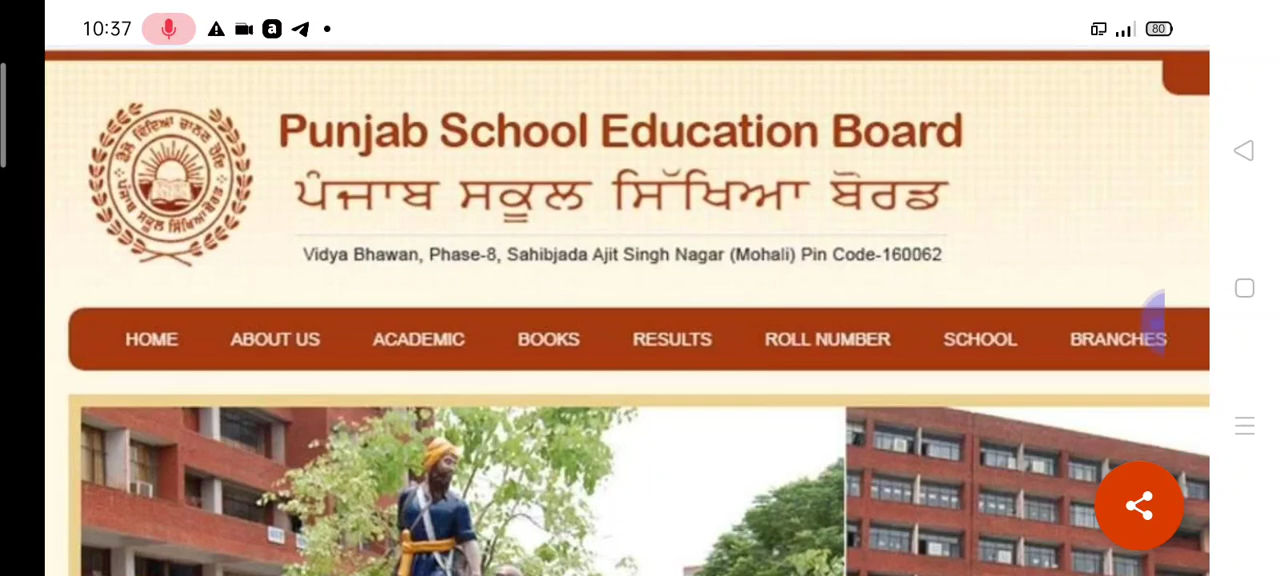 10:37
80
Punjab School Education Board
ਪੰਜਾਬ ਸਕੂਲ ਸਿੱਖਿਆ ਬੋਰਡ
Vidya Bhawan, Phase-8, Sahibjada Ajit Singh Nagar (Mohali) Pin Code-160062
HOME ABOUT US ACADEMIC BOOKS RESULTS ROLL NUMBER SCHOOL BRANCHES